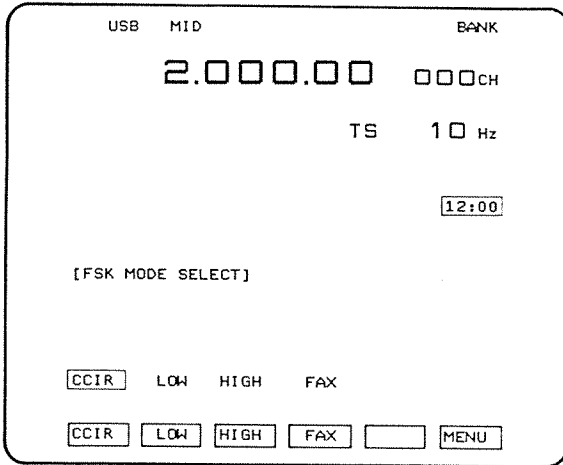 USB MID BANK
2.000.00 000CH
TS 10 Hz
12:00
[FSK MODE SELECT]
CCIR LOW HIGH FAX
CCIR LOW HIGH FAX MENU